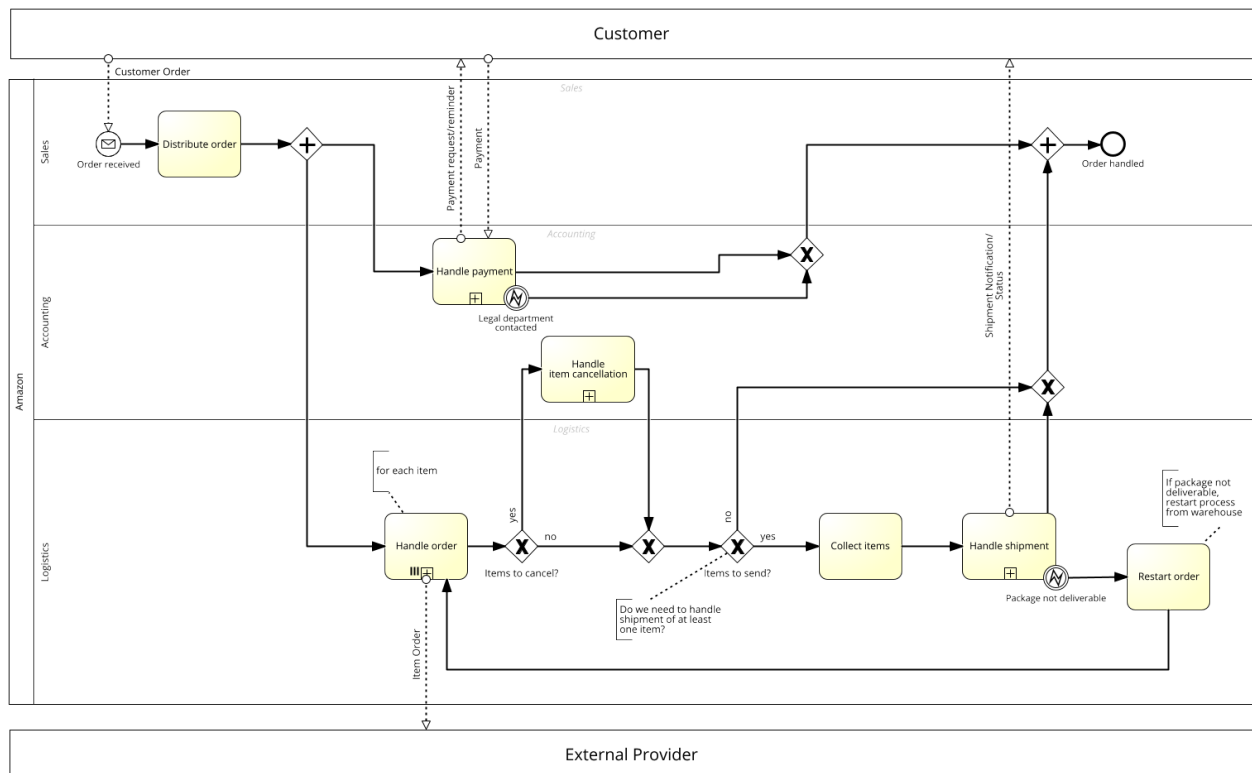 Customer
Customer Order
Sales
Sales
Amazon
Order received
Distribute order
Payment request/reminder
Payment
Shipment Notification/
Status
Order handled
Accounting
Accounting
Handle payment
Legal department
contacted
Handle
item cancellation
Logistics
Logistics
for each item
Handle order
yes
no
Items to cancel?
no
yes
Items to send?
Do we need to handle
shipment of at least
one item?
Collect items
Handle shipment
Package not deliverable
If package not
deliverable,
restart process
from warehouse
Restart order
Item Order
External Provider